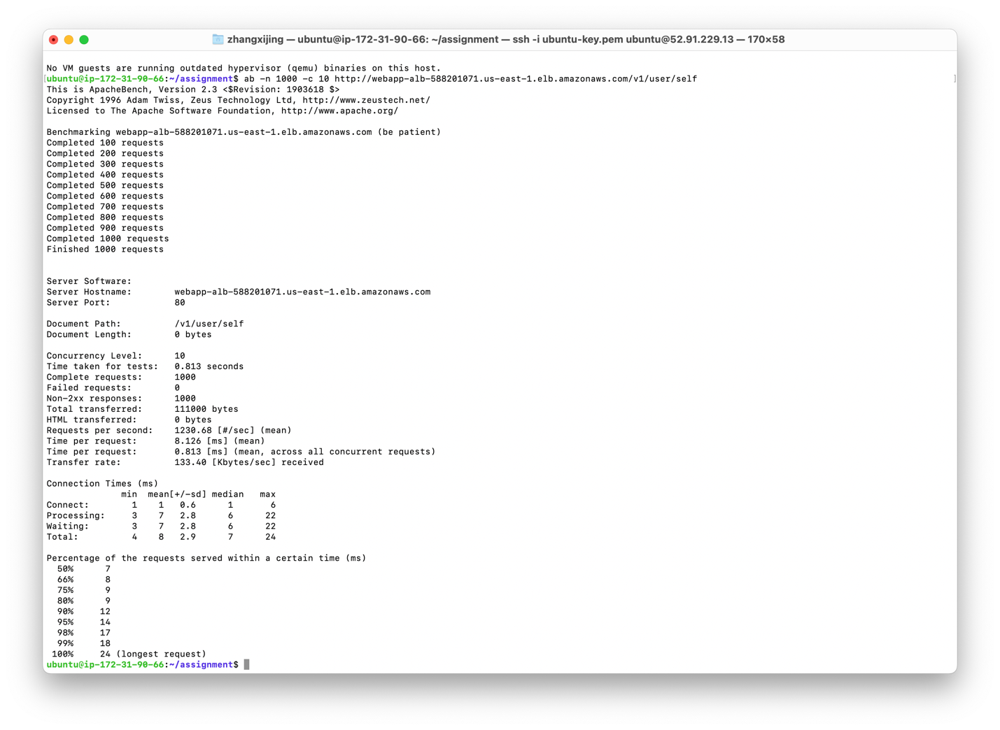 zhangxijing — ubuntu@ip-172-31-90-66: ~/assignment — ssh -i ubuntu-key.pem ubuntu@52.91.229.13 — 170×58
No VM guests are running outdated hypervisor (qemu) binaries on this host.
[ubuntu@ip-172-31-90-66:~/assignment$ ab -n 1000 -c 10 http://webapp-alb-588201071.us-east-1.elb.amazonaws.com/v1/user/self ]
This is ApacheBench, Version 2.3 <$Revision: 1903618 $>
Copyright 1996 Adam Twiss, Zeus Technology Ltd, http://www.zeustech.net/
Licensed to The Apache Software Foundation, http://www.apache.org/
Benchmarking webapp-alb-588201071.us-east-1.elb.amazonaws.com (be patient)
Completed 100 requests
Completed 200 requests
Completed 300 requests
Completed 400 requests
Completed 500 requests
Completed 600 requests
Completed 700 requests
Completed 800 requests
Completed 900 requests
Completed 1000 requests
Finished 1000 requests
Server Software:
Server Hostname:        webapp-alb-588201071.us-east-1.elb.amazonaws.com
Server Port:            80
Document Path:          /v1/user/self
Document Length:        0 bytes
Concurrency Level:      10
Time taken for tests:   0.813 seconds
Complete requests:      1000
Failed requests:        0
Non-2xx responses:      1000
Total transferred:      111000 bytes
HTML transferred:       0 bytes
Requests per second:    1230.68 [#/sec] (mean)
Time per request:       8.126 [ms] (mean)
Time per request:       0.813 [ms] (mean, across all concurrent requests)
Transfer rate:          133.40 [Kbytes/sec] received
Connection Times (ms)
              min  mean[+/-sd] median   max
Connect:        1    1   0.6      1       6
Processing:     3    7   2.8      6      22
Waiting:        3    7   2.8      6      22
Total:          4    8   2.9      7      24
Percentage of the requests served within a certain time (ms)
  50%      7
  66%      8
  75%      9
  80%      9
  90%     12
  95%     14
  98%     17
  99%     18
 100%     24 (longest request)
ubuntu@ip-172-31-90-66:~/assignment$